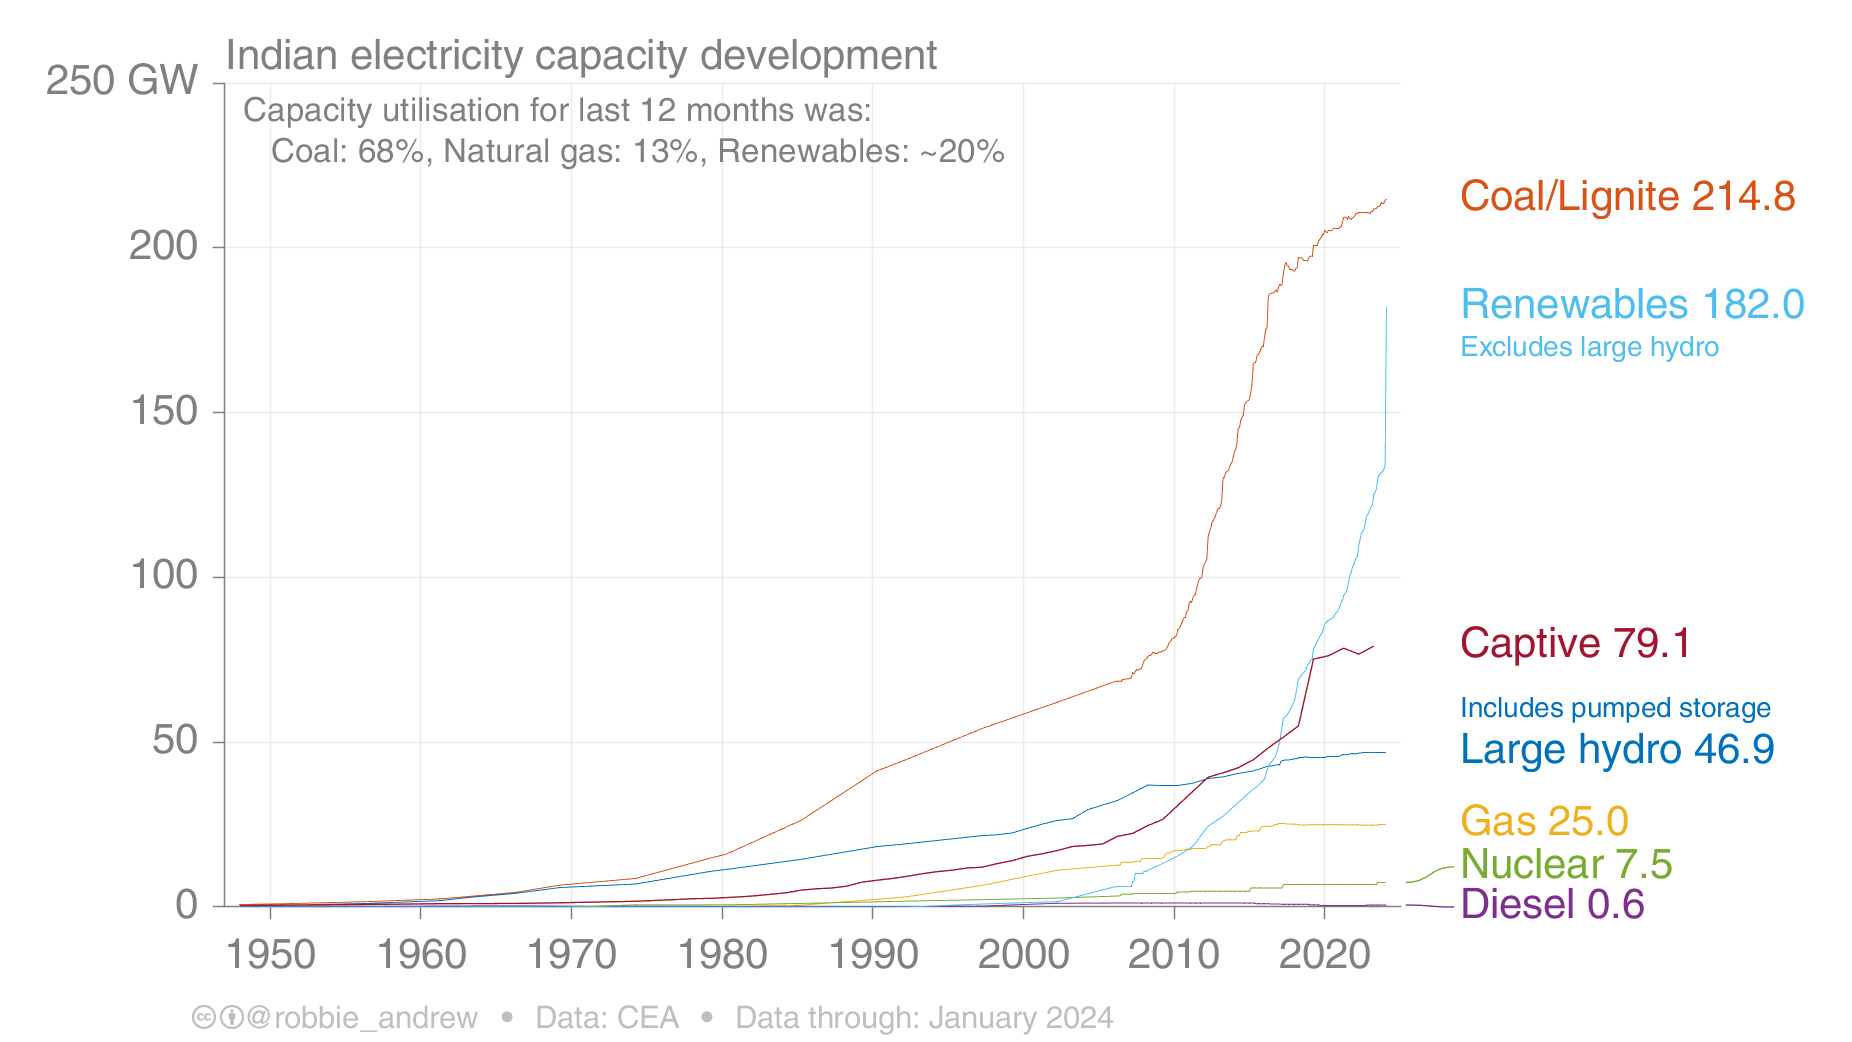 Indian electricity capacity development
250 GW
Capacity utilisation for last 12 months was:
Coal: 68%, Natural gas: 13%, Renewables: ~20%
200
150
100
50
0
Coal/Lignite 214.8
Renewables 182.0
Excludes large hydro
Captive 79.1
Includes pumped storage
Large hydro 46.9
Gas 25.0
Nuclear 7.5
Diesel 0.6
1950 1960 1970 1980 1990 2000 2010 2020
cc @robbie_andrew • Data: CEA • Data through: January 2024